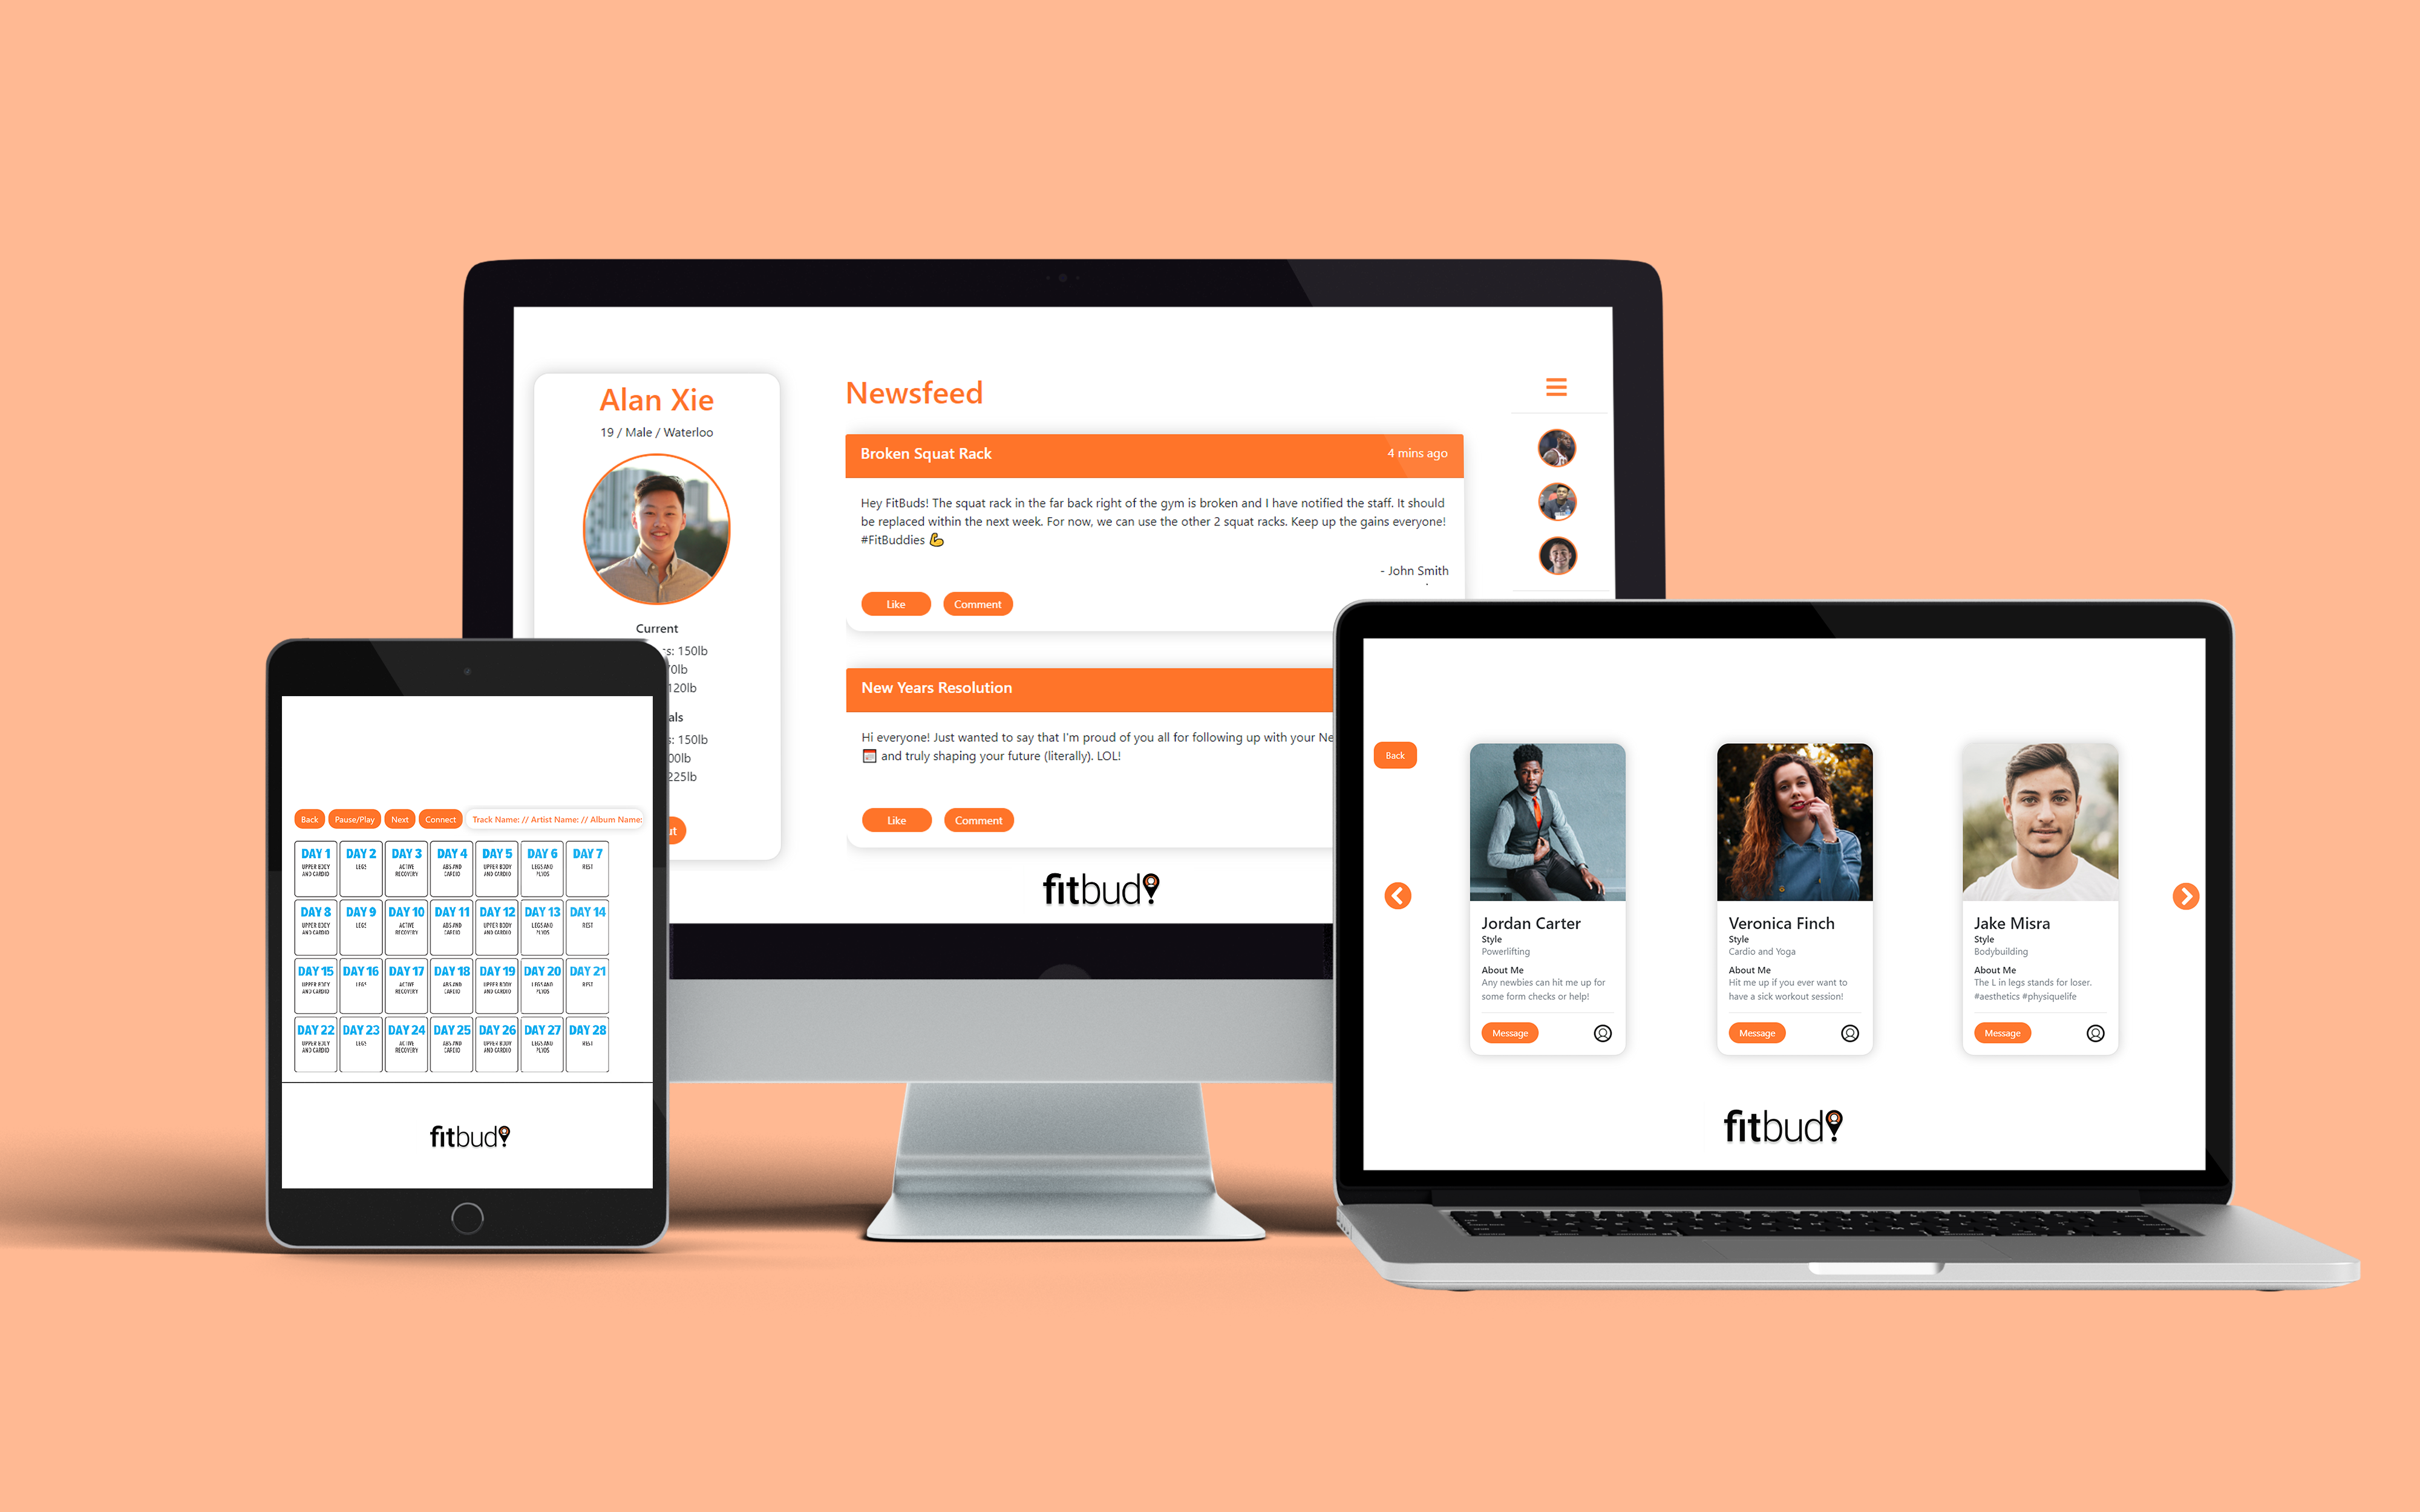 Alan Xie
19 / Male / Waterloo
Current
150lb
120lb
150lb
225lb
Newsfeed
Broken Squat Rack
4 mins ago
Hey FitBuds! The squat rack in the far back right of the gym is broken and I have notified the staff. It should
be replaced within the next week. For now, we can use the other 2 squat racks. Keep up the gains everyone!
#FitBuddies 💪
- John Smith
Like Comment
New Years Resolution
Hi everyone! Just wanted to say that I'm proud of you all for following up with your Ne
and truly shaping your future (literally). LOL!
Like Comment
fitbud
Back Pause/Play Next Connect Track Name: // Artist Name: // Album Name:
DAY 1 DAY 2 DAY 3 DAY 4 DAY 5 DAY 6 DAY 7
UPPER BODY LEGS ACTIVE ABS AND UPPER BODY LEGS AND REST
AND CARDIO RECOVERY CARDIO AND CARDIO PLYOS
DAY 8 DAY 9 DAY 10 DAY 11 DAY 12 DAY 13 DAY 14
UPPER BODY LEGS ACTIVE ABS AND UPPER BODY LEGS AND REST
AND CARDIO RECOVERY CARDIO AND CARDIO PLYOS
DAY 15 DAY 16 DAY 17 DAY 18 DAY 19 DAY 20 DAY 21
UPPER BODY LEGS ACTIVE ABS AND UPPER BODY LEGS AND REST
AND CARDIO RECOVERY CARDIO AND CARDIO PLYOS
DAY 22 DAY 23 DAY 24 DAY 25 DAY 26 DAY 27 DAY 28
UPPER BODY LEGS ACTIVE ABS AND UPPER BODY LEGS AND REST
AND CARDIO RECOVERY CARDIO AND CARDIO PLYOS
fitbud
Back
Jordan Carter
Style
Powerlifting
About Me
Any newbies can hit me up for
some form checks or help!
Message
Veronica Finch
Style
Cardio and Yoga
About Me
Hit me up if you ever want to
have a sick workout session!
Message
Jake Misra
Style
Bodybuilding
About Me
The L in legs stands for loser.
#aesthetics #physiquelife
Message
fitbud